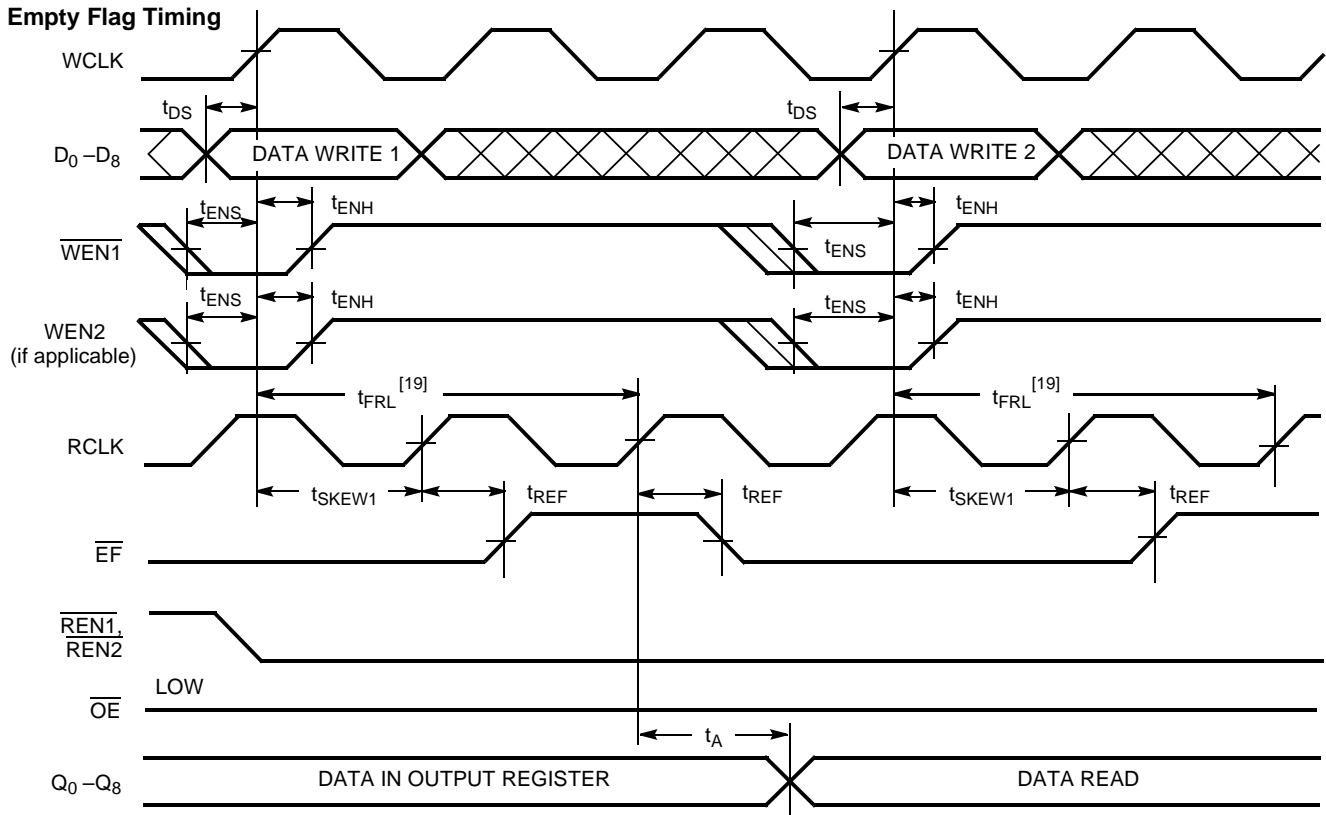 Empty Flag Timing
WCLK
tDS
tDS
D0 –D8
DATA WRITE 1
DATA WRITE 2
tENS
tENH
tENS
tENH
WEN1
tENS
tENH
tENS
tENH
WEN2
(if applicable)
tFRL [19]
tFRL [19]
RCLK
tSKEW1
tREF
tREF
tSKEW1
tREF
EF
REN1,
REN2
LOW
OE
tA
Q0 –Q8
DATA IN OUTPUT REGISTER
DATA READ